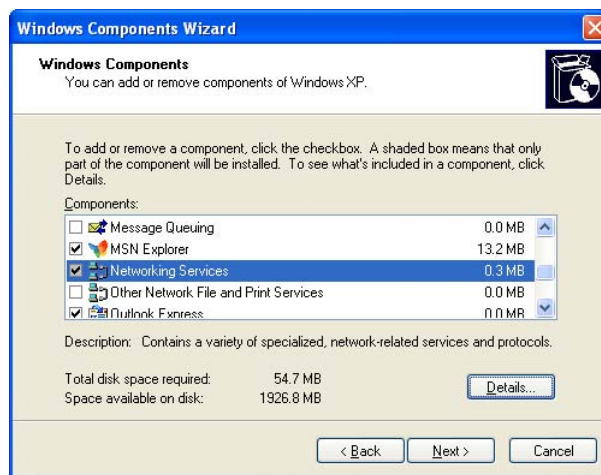 Windows Components Wizard
Windows Components
You can add or remove components of Windows XP.
To add or remove a component, click the checkbox. A shaded box means that only
part of the component will be installed. To see what's included in a component, click
Details.
Components:
Message Queuing 0.0 MB
MSN Explorer 13.2 MB
Networking Services 0.3 MB
Other Network File and Print Services 0.0 MB
Outlook Express 0.0 MB
Description: Contains a variety of specialized, network-related services and protocols.
Total disk space required: 54.7 MB
Space available on disk: 1926.8 MB
Details...
< Back
Next >
Cancel